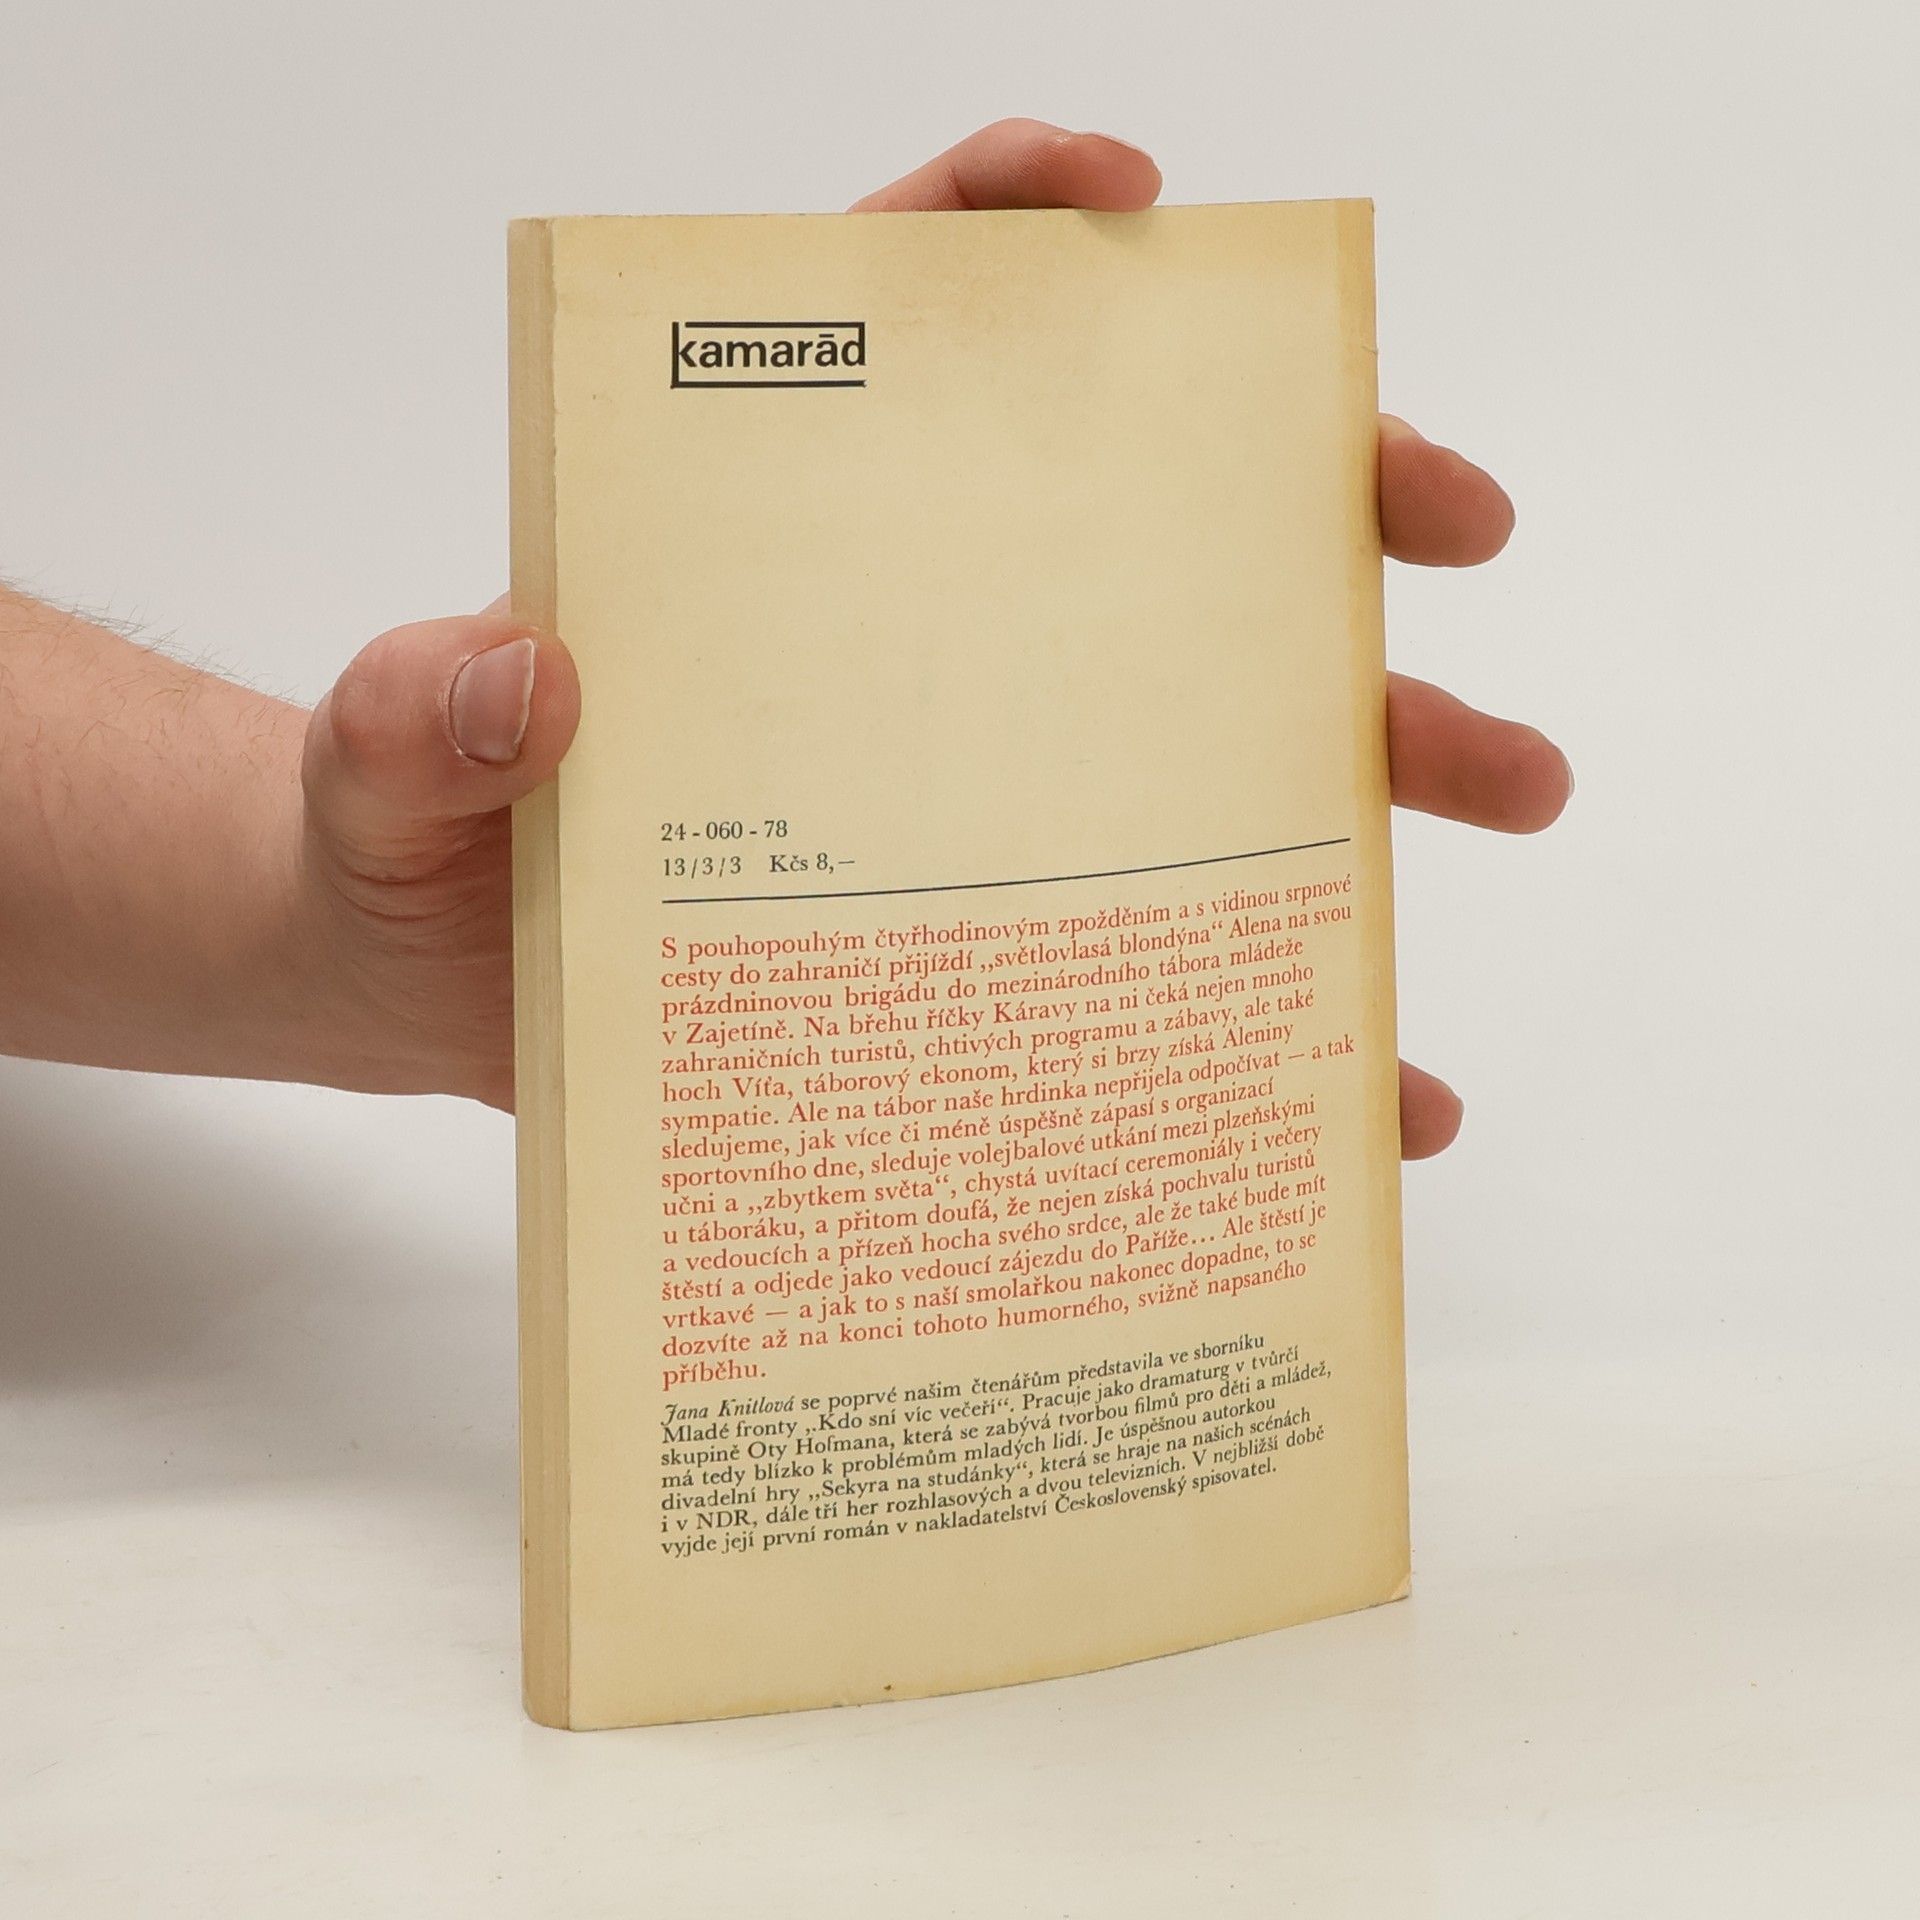 kamarād
24 - 060 - 78
13/3/3 Kčs 8,—
S pouhopouhým čtyřhodinovým zpožděním a s vidinou srpnové
cesty do zahraničí přijíždí „světlovlasá blondýna“ Alena na svou
prázdninovou brigádu do mezinárodního tábora mládeže
v Zajetíně. Na břehu říčky Káravy na ni čeká nejen mnoho
zahraničních turistů, chtivých programu a zábavy, ale také
hoch Víťa, táborový ekonom, který si brzy získá Aleniny
sympatie. Ale na tábor naše hrdinka nepřijela odpočívat — a tak
sledujeme, jak více či méně úspěšně zápasí s organizací
sportovního dne, sleduje volejbalové utkání mezi plzeňskými
učni a „zbytkem světa“, chystá uvítací ceremoniály i večery
u táboráku, a přitom doufá, že nejen získá pochvalu turistů
a vedoucích a přízeň hocha svého srdce, ale že také bude mít
štěstí a odjede jako vedoucí zájezdu do Paříže... Ale štěstí je
vrtkavé — a jak to s naší smolařkou nakonec dopadne, to se
dozvíte až na konci tohoto humorného, svižně napsaného
příběhu.
Jana Knitlová se poprvé našim čtenářům představila ve sborníku
Mladé fronty „Kdo sní víc večeří“. Pracuje jako dramaturg v tvůrčí
skupině Oty Hofmana, která se zabývá tvorbou filmů pro děti a mládež,
má tedy blízko k problémům mladých lidí. Je úspěšnou autorkou
divadelní hry „Sekyra na studánky“, která se hraje na našich scénách
i v NDR, dále tří her rozhlasových a dvou televizních. V nejbližší době
vyjde její první román v nakladatelství Československý spisovatel.